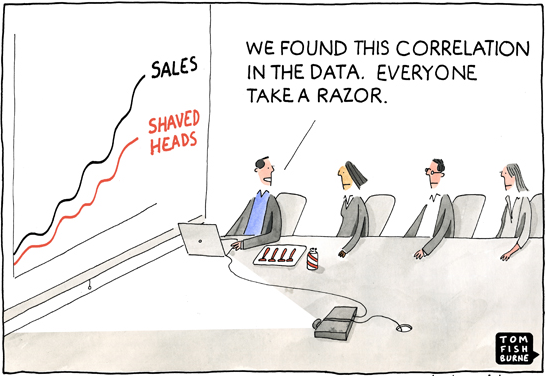 SALES
SHAVED
HEADS
WE FOUND THIS CORRELATION
IN THE DATA. EVERYONE
TAKE A RAZOR.
TOM
FISH
BURNE